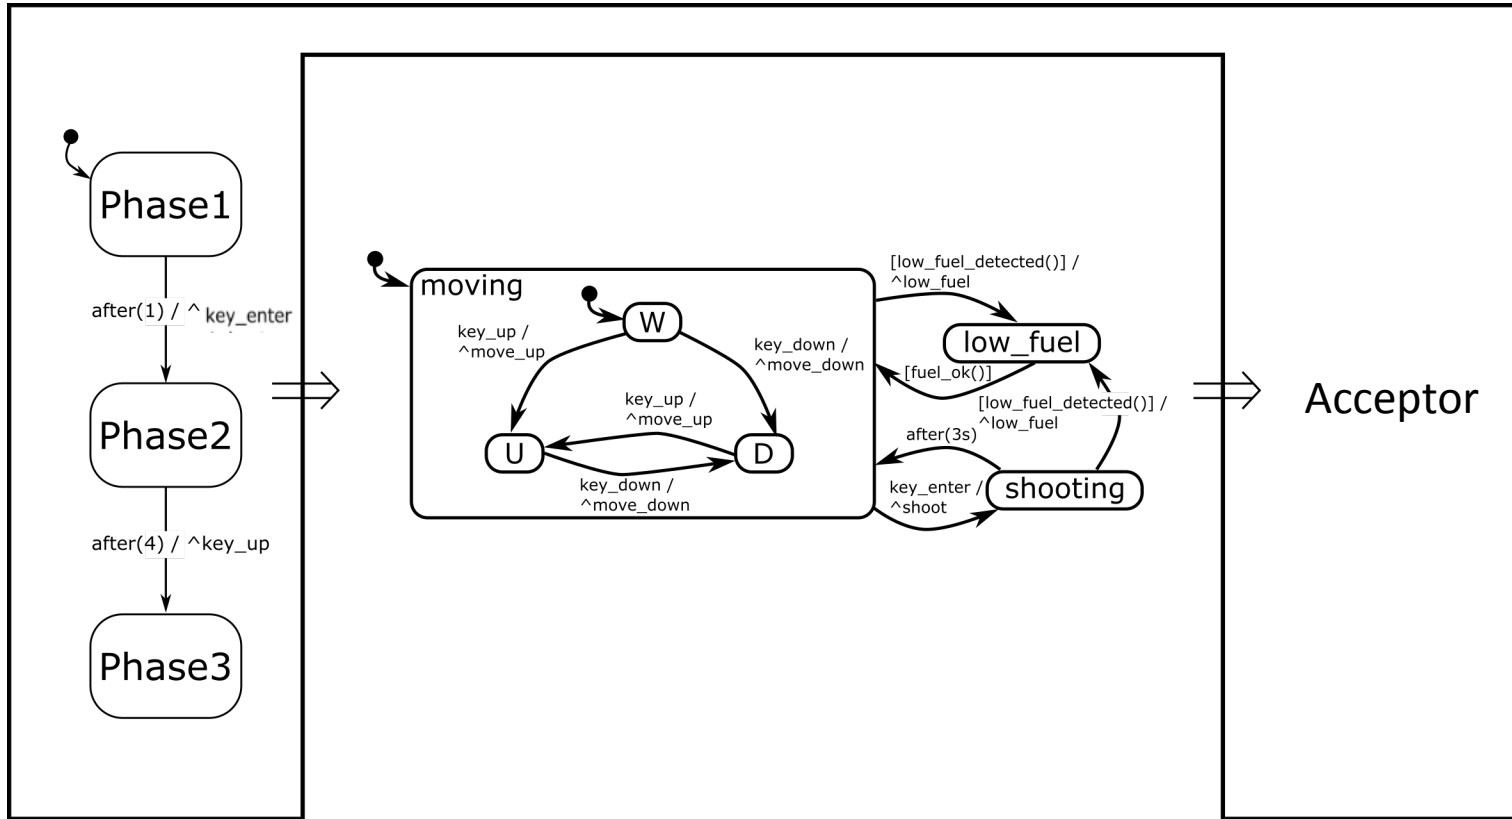 Phase1
after(1) / ^ key_enter
Phase2
after(4) / ^key_up
Phase3
moving
W
key_up /
^move_up
key_down /
^move_down
key_up /
^move_up
U
D
key_down /
^move_down
[low_fuel_detected()] /
^low_fuel
low_fuel
[fuel_ok()]
[low_fuel_detected()] /
^low_fuel
after(3s)
key_enter /
^shoot
shooting
Acceptor